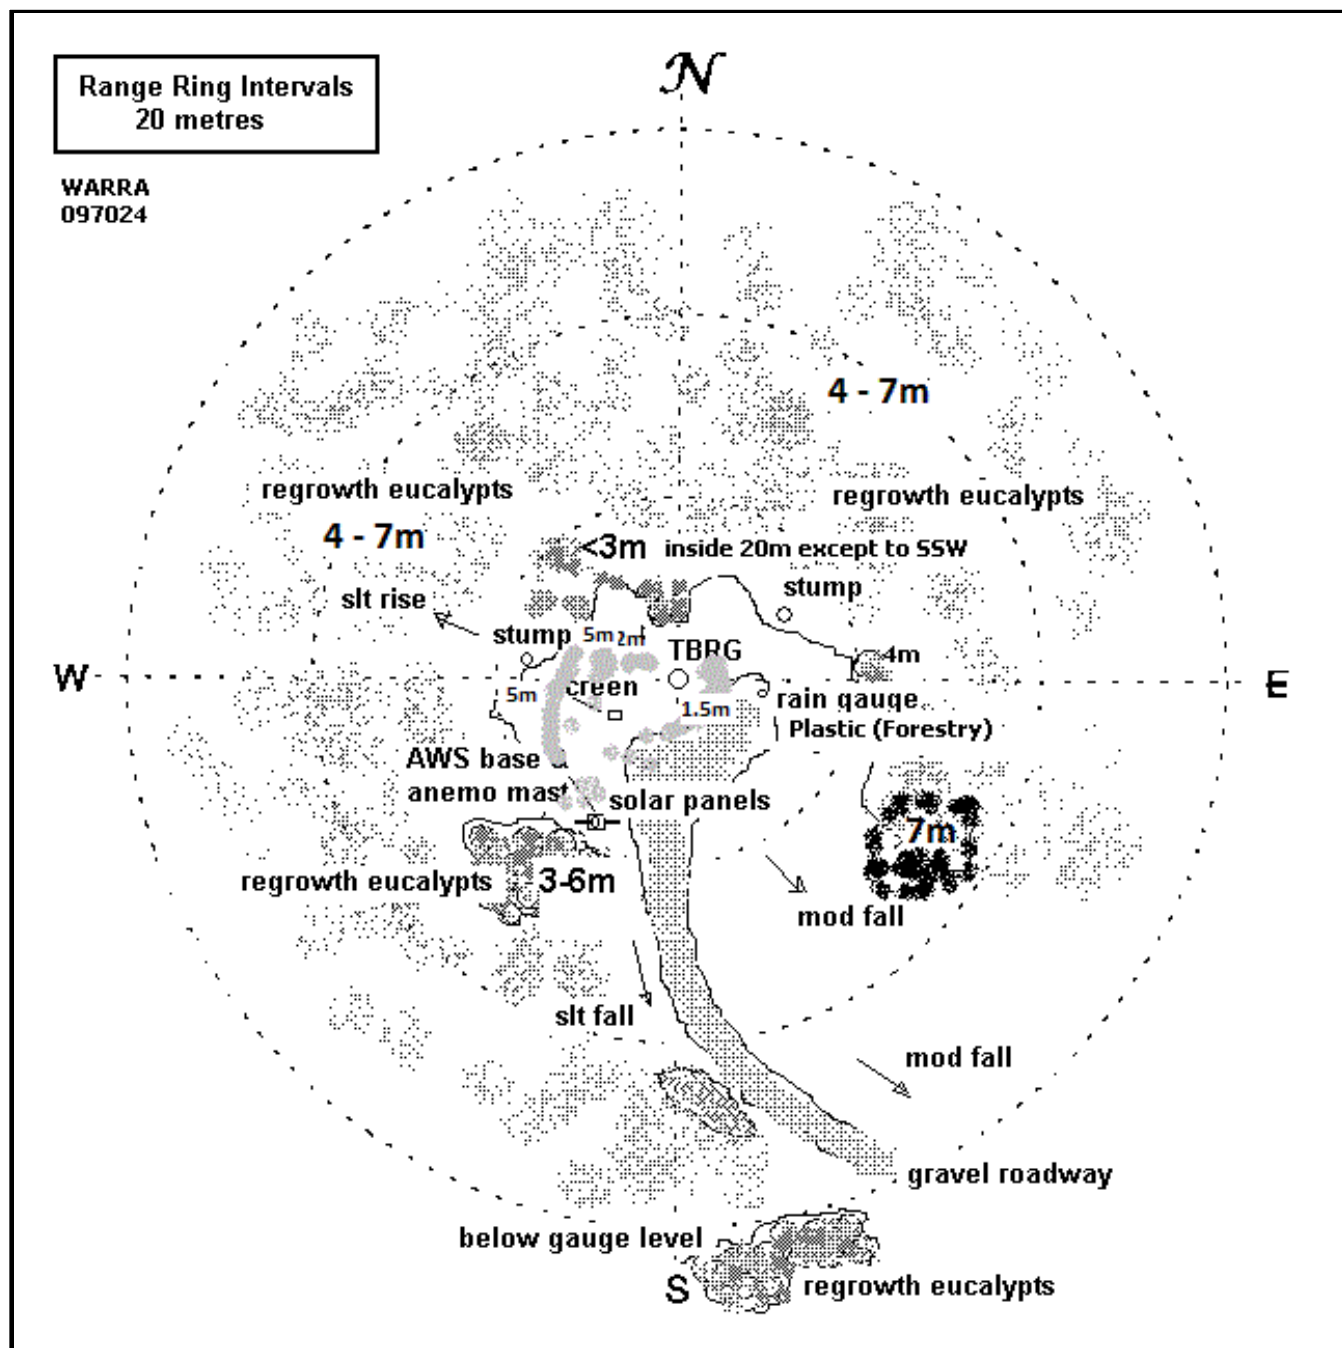 N
Range Ring Intervals
20 metres
WARRA
097024
4 - 7m
regrowth eucalypts
regrowth eucalypts
4 - 7m
<3m inside 20m except to SSW
slt rise
stump
stump
5m
2m
TBRG
4m
W
E
5m
creen
1.5m
rain gauge
Plastic (Forestry)
AWS base &
anemo mast
solar panels
7m
regrowth eucalypts
3-6m
mod fall
slt fall
mod fall
gravel roadway
below gauge level
S
regrowth eucalypts